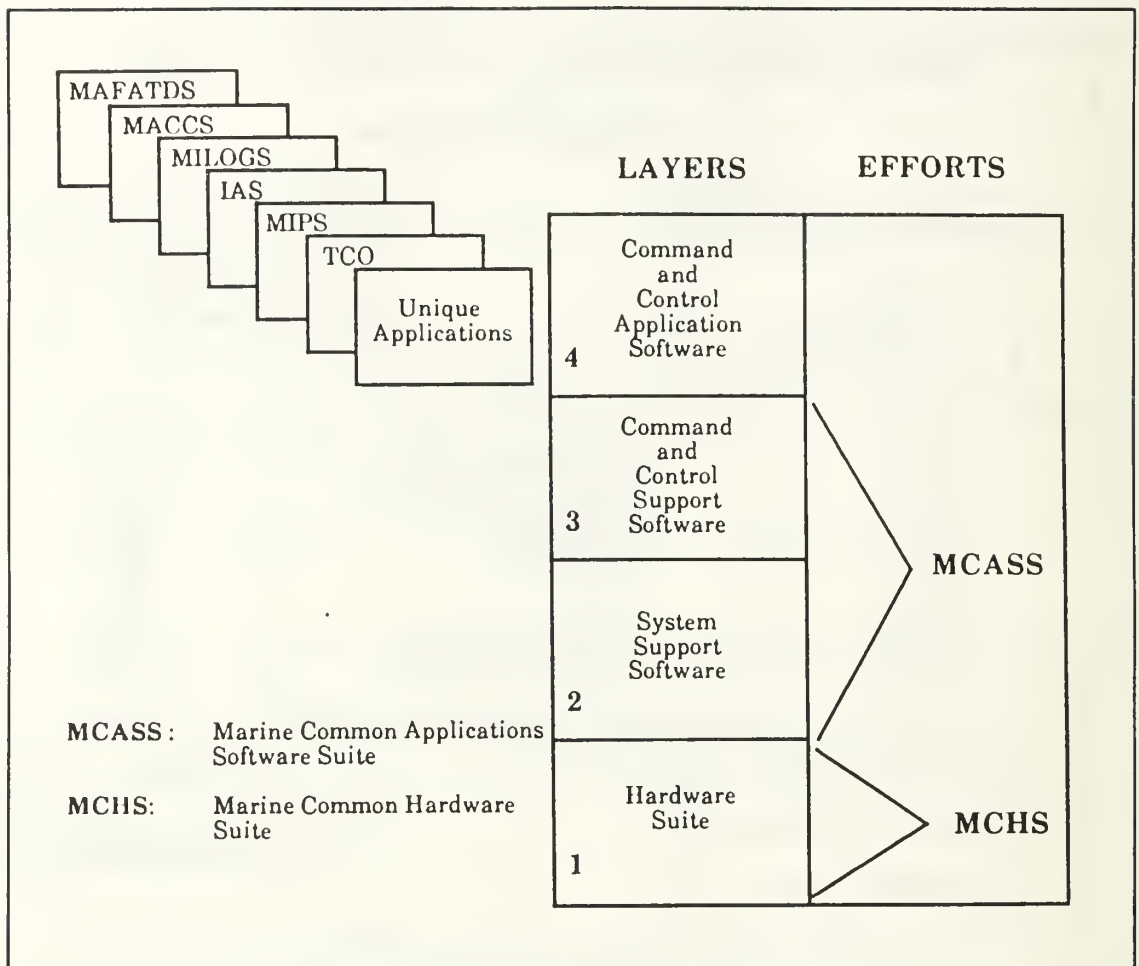 MAFATDS
MACCS
MILOGS
IAS
MIPS
TCO
Unique
Applications
LAYERS
EFFORTS
Command
and
Control
Application
Software
4
Command
and
Control
Support
Software
3
MCASS
System
Support
Software
2
Hardware
Suite
1
MCHS
MCASS: Marine Common Applications
Software Suite
MCHS: Marine Common Hardware
Suite